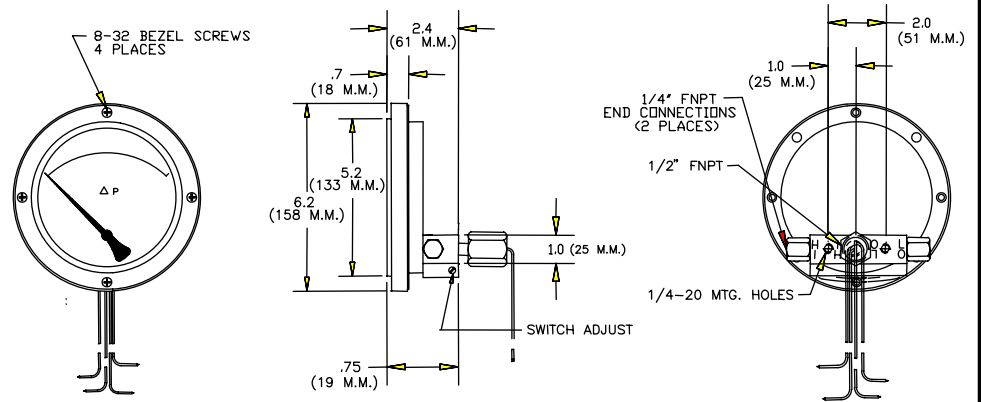 8-32 BEZEL SCREWS
4 PLACES
△ P
2.4
(61 M.M.)
.7
(18 M.M.)
5.2
(133 M.M.)
6.2
(158 M.M.)
1.0 (25 M.M.)
SWITCH ADJUST
.75
(19 M.M.)
2.0
(51 M.M.)
1.0
(25 M.M.)
1/4" FNPT
END CONNECTIONS
(2 PLACES)
1/2" FNPT
1/4-20 MTG. HOLES